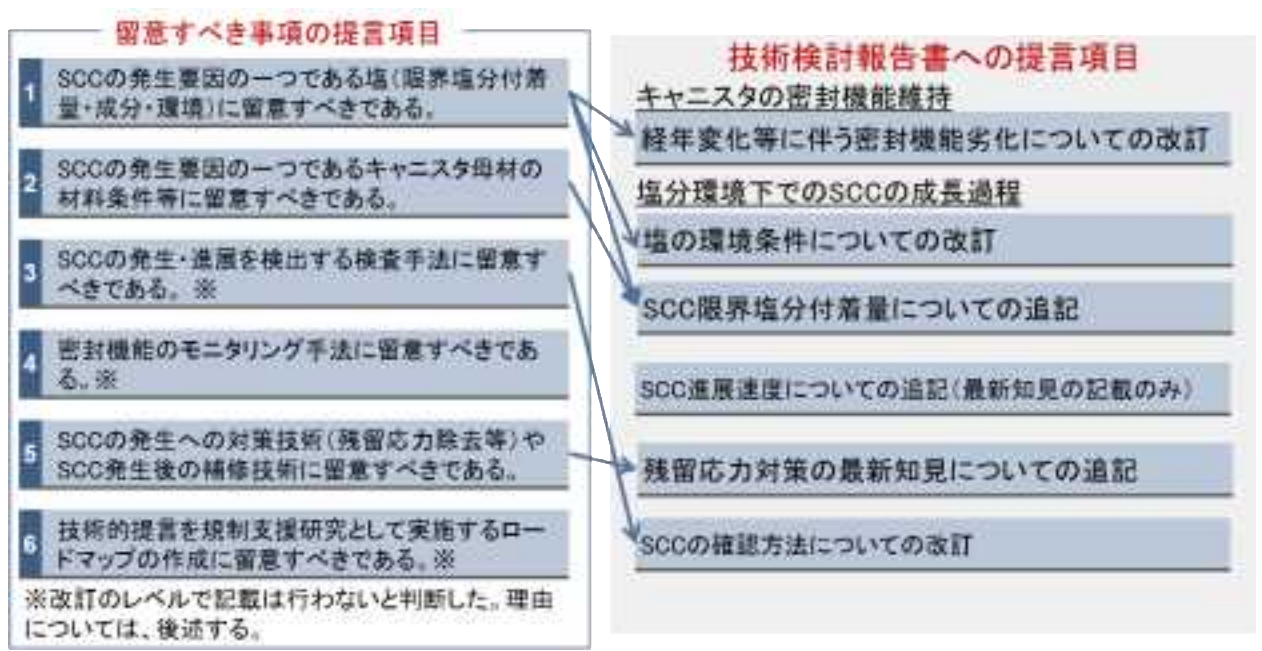 留意すべき事項の提言項目
1
SCCの発生要因の一つである塩(限界塩分付着
量・成分・環境)に留意すべきである。
2
SCCの発生要因の一つであるキャニスタ母材の
材料条件等に留意すべきである。
3
SCCの発生・進展を検出する検査手法に留意す
べきである。※
4
密封機能のモニタリング手法に留意すべきであ
る。※
5
SCCの発生への対策技術(残留応力除去等)や
SCC発生後の補修技術に留意すべきである。
6
技術的提言を規制支援研究として実施するロー
ドマップの作成に留意すべきである。※
※改訂のレベルで記載は行わないと判断した。理由
については、後述する。
技術検討報告書への提言項目
キャニスタの密封機能維持
経年変化等に伴う密封機能劣化についての改訂
塩分環境下でのSCCの成長過程
塩の環境条件についての改訂
SCC限界塩分付着量についての追記
SCC進展速度についての追記(最新知見の記載のみ)
残留応力対策の最新知見についての追記
SCCの確認方法についての改訂